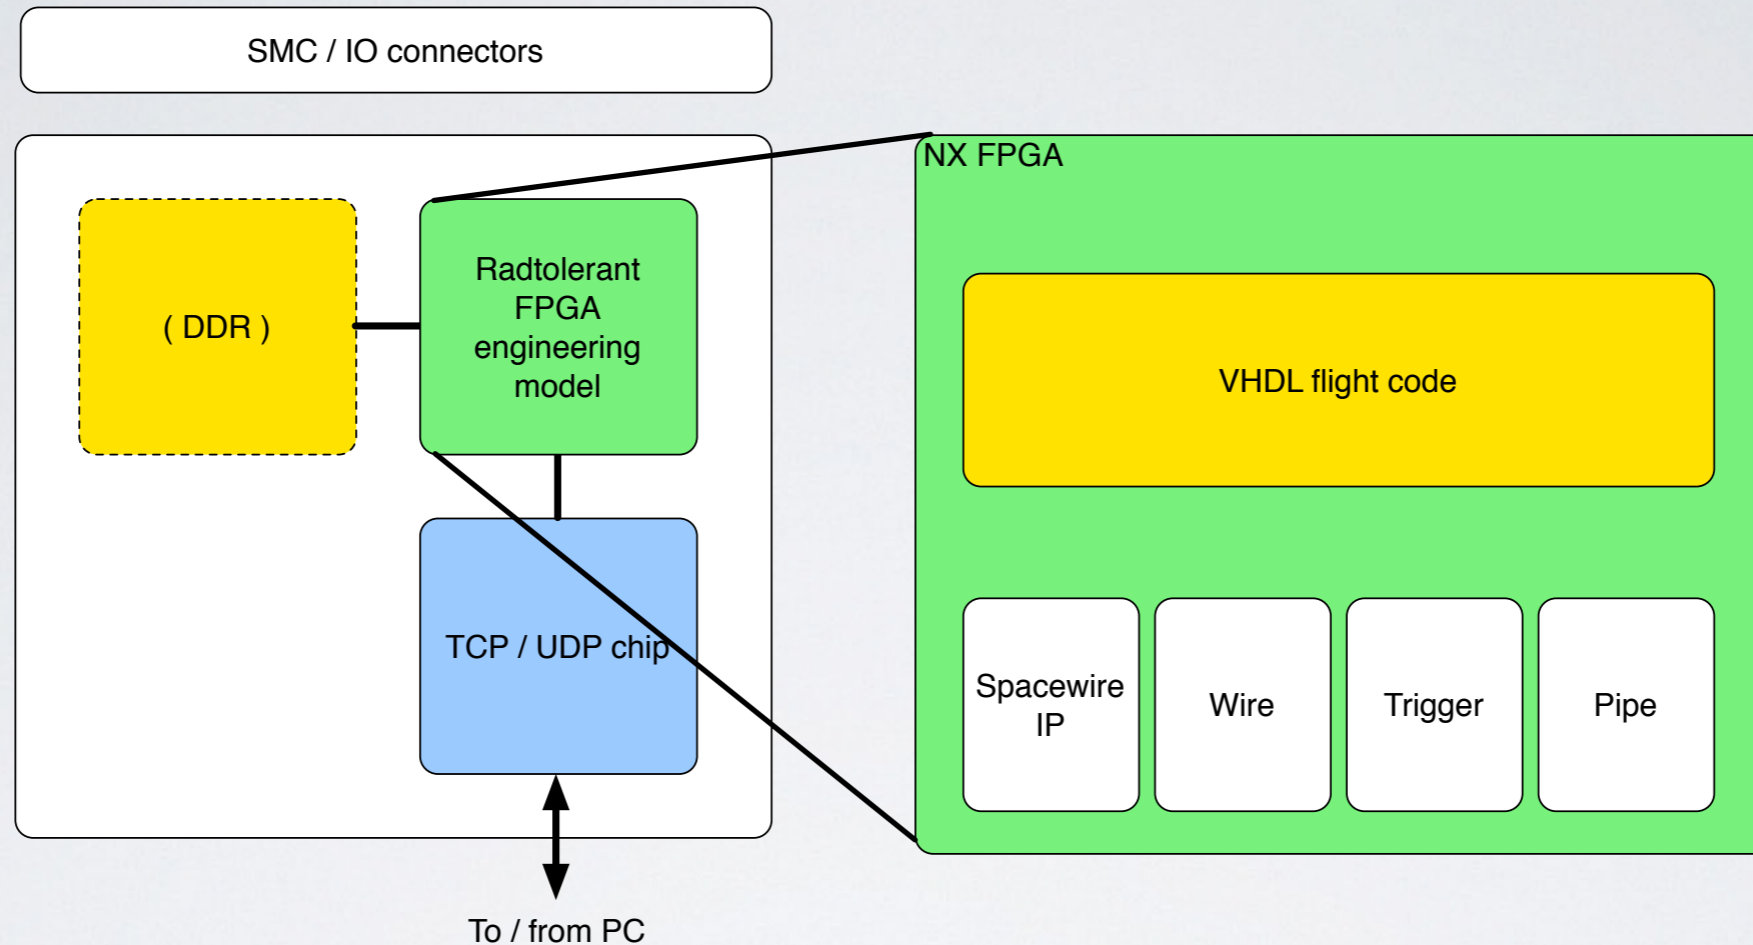 SMC / IO connectors
NX FPGA
( DDR )
Radtolerant
FPGA
engineering
model
VHDL flight code
TCP / UDP chip
Spacewire
IP
Wire
Trigger
Pipe
To / from PC